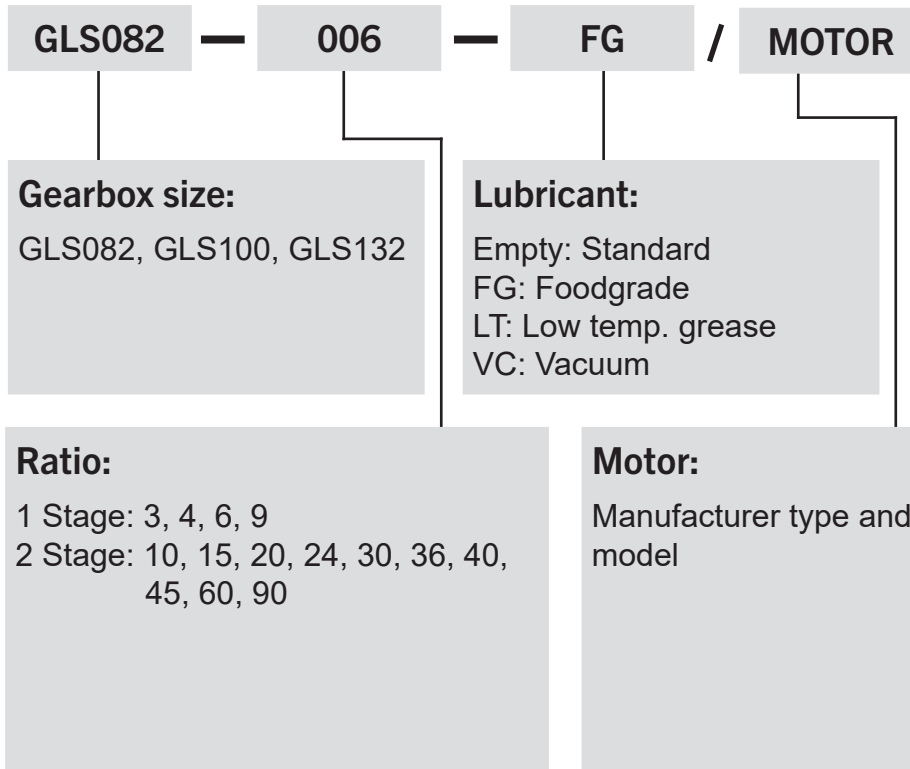 GLS082 — 006 — FG / MOTOR
Gearbox size:
GLS082, GLS100, GLS132
Lubricant:
Empty: Standard
FG: Foodgrade
LT: Low temp. grease
VC: Vacuum
Ratio:
1 Stage: 3, 4, 6, 9
2 Stage: 10, 15, 20, 24, 30, 36, 40,
45, 60, 90
Motor:
Manufacturer type and
model